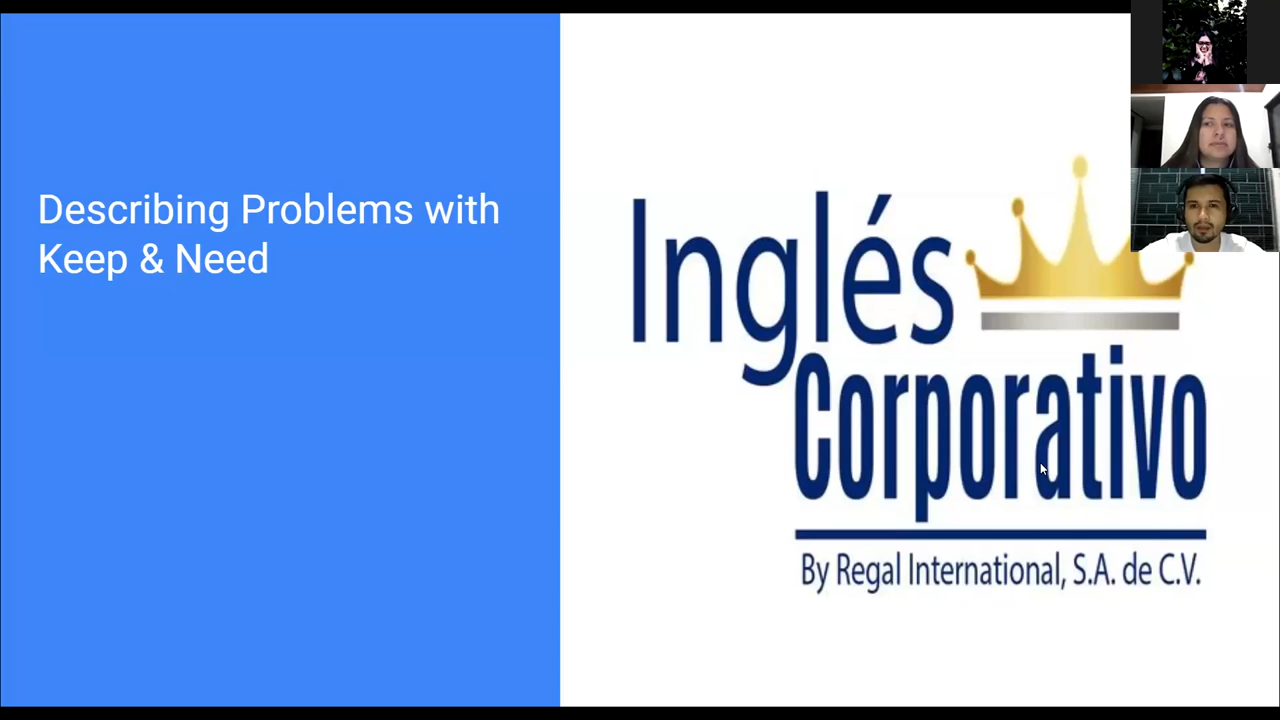 Describing Problems with
Keep & Need
Inglés
Corporativo
By Regal International, S.A. de C.V.